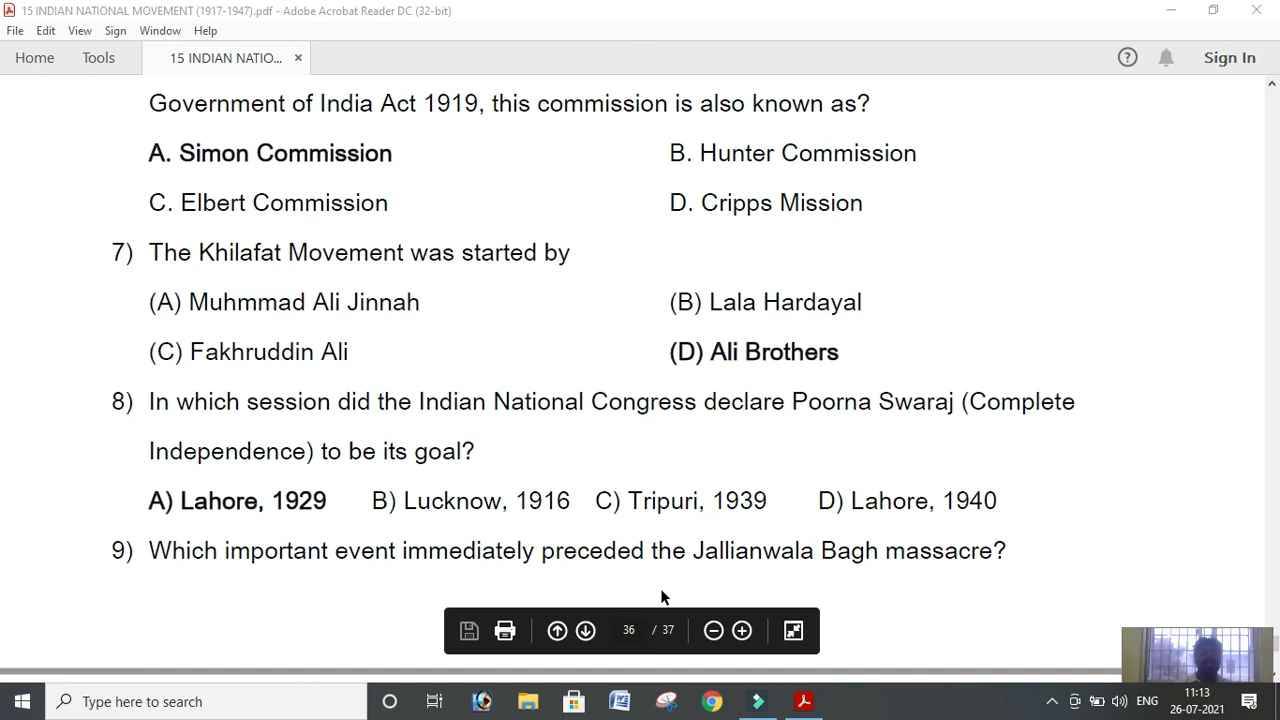 15 INDIAN NATIONAL MOVEMENT (1917-1947).pdf - Adobe Acrobat Reader DC (32-bit)
File Edit View Sign Window Help
Home Tools 15 INDIAN NATIO... × Sign In
Government of India Act 1919, this commission is also known as?
A. Simon Commission B. Hunter Commission
C. Elbert Commission D. Cripps Mission
7) The Khilafat Movement was started by
(A) Muhmmad Ali Jinnah (B) Lala Hardayal
(C) Fakhruddin Ali (D) Ali Brothers
8) In which session did the Indian National Congress declare Poorna Swaraj (Complete
Independence) to be its goal?
A) Lahore, 1929 B) Lucknow, 1916 C) Tripuri, 1939 D) Lahore, 1940
9) Which important event immediately preceded the Jallianwala Bagh massacre?
36 / 37
Type here to search ENG 11:13
26-07-2021